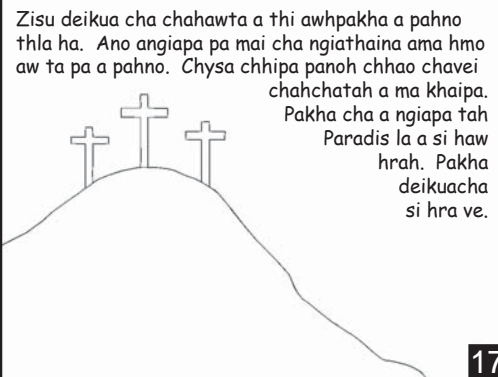 Zisu deikua cha chahawta a thi awhpakha a pahno
thla ha. Ano angiapa pa mai cha ngiathaina ama hmo
aw ta pa a pahno. Chysa chhipa panoh chhao chavei
chahchatah a ma khaipa.
Pakha cha a ngiapa tah
Paradis la a si haw
hrah. Pakha
deikuacha
si hra ve.
17